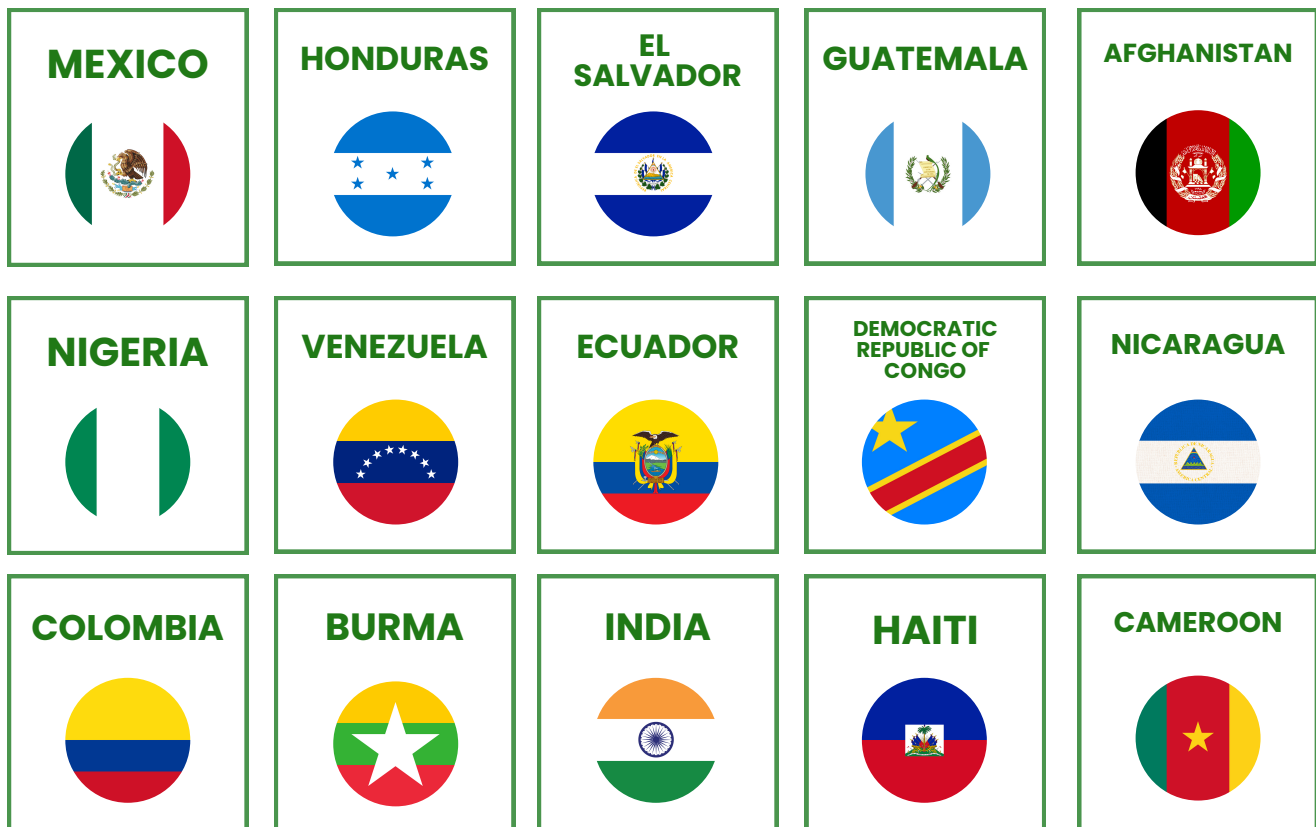 MEXICO
HONDURAS
EL
SALVADOR
GUATEMALA
AFGHANISTAN
NIGERIA
VENEZUELA
ECUADOR
DEMOCRATIC
REPUBLIC OF
CONGO
NICARAGUA
COLOMBIA
BURMA
INDIA
HAITI
CAMEROON